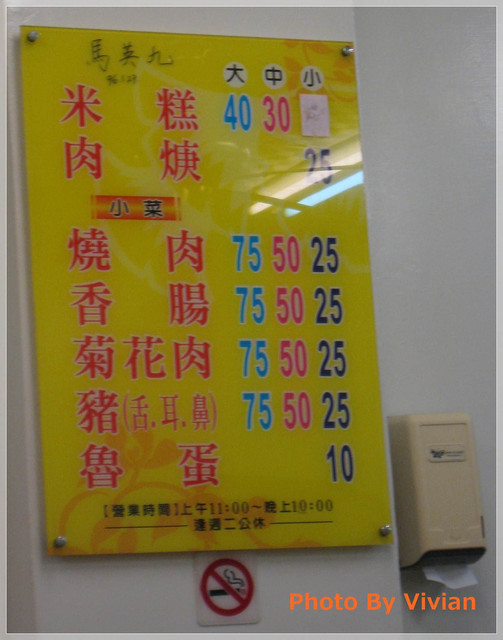 馬英九
大 中 小
米糕 40 30
肉焿 25
小菜
燒肉 75 50 25
香腸 75 50 25
菊花肉 75 50 25
豬(舌.耳.鼻) 75 50 25
魯蛋 10
【營業時間】上午11:00～晚上10:00
逢週二公休
Photo By Vivian